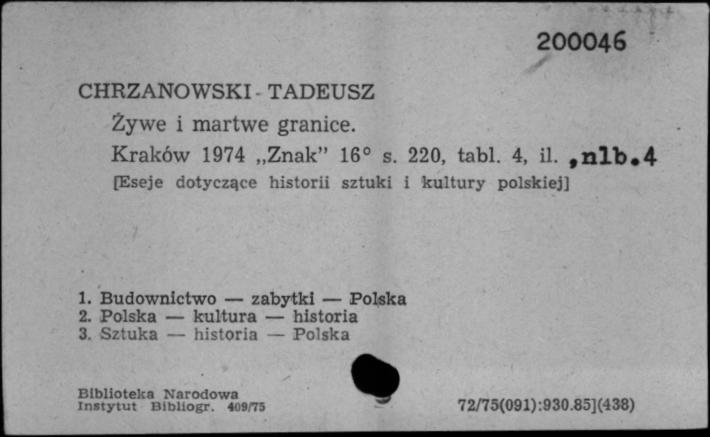 200046
CHRZANOWSKI TADEUSZ
Żywe i martwe granice.
Kraków 1974 „Znak” 16° s. 220, tabl. 4, il. ,nlb.4
[Eseje dotyczące historii sztuki i kultury polskiej]
1. Budownictwo — zabytki — Polska
2. Polska — kultura — historia
3. Sztuka — historia — Polska
Biblioteka Narodowa
Instytut Bibliogr. 409/75
72/75(091):930.85](438)